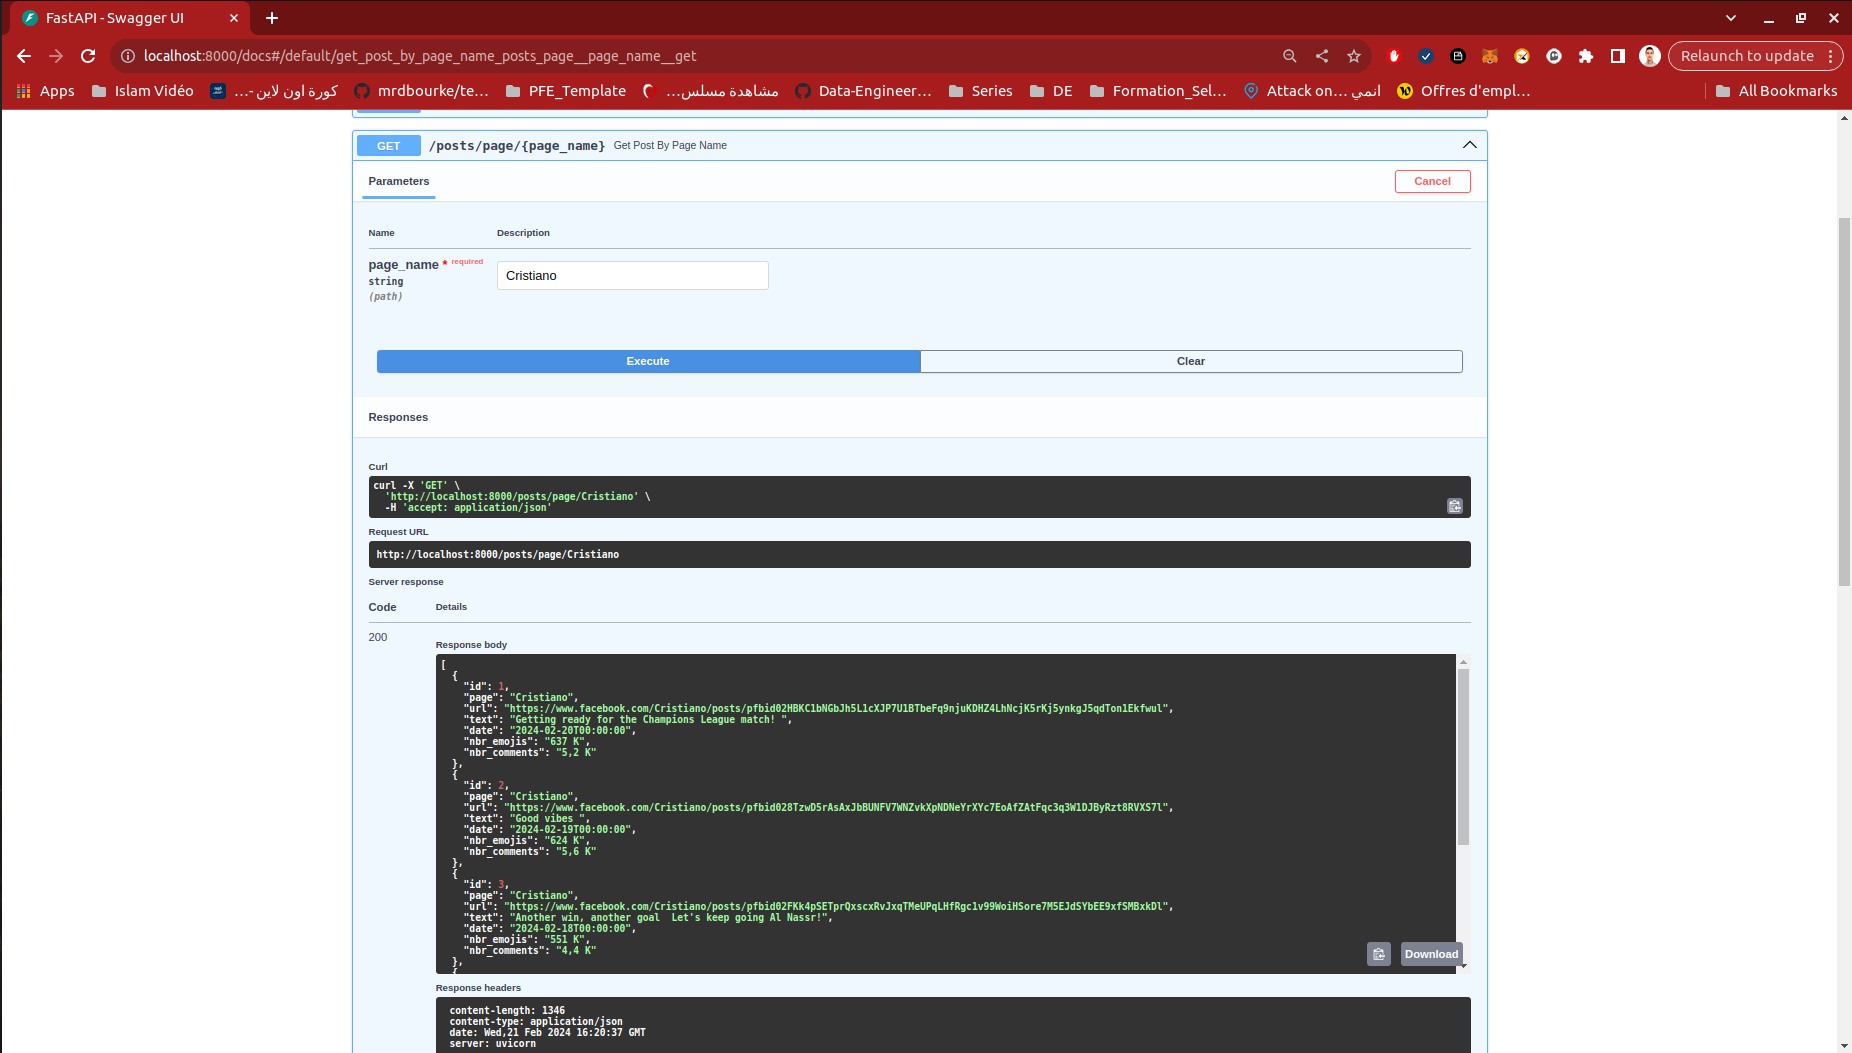 FastAPI - Swagger UI
localhost:8000/docs#/default/get_post_by_page_name_posts_page__page_name__get
Relaunch to update
Apps
Islam Vidéo
كورة اون لاين -...
mrdbourke/te...
PFE_Template
مشاهدة مسلس...
Data-Engineer...
Series
DE
Formation_Sel...
Attack on... انمي
Offres d'empl...
All Bookmarks
GET /posts/page/{page_name} Get Post By Page Name
Parameters
Cancel
Name Description
page_name * required
string
(path)
Cristiano
Execute
Clear
Responses
Curl
curl -X 'GET' \
'http://localhost:8000/posts/page/Cristiano' \
-H 'accept: application/json'
Request URL
http://localhost:8000/posts/page/Cristiano
Server response
Code Details
200
Response body
[
{
"id": 1,
"page": "Cristiano",
"url": "https://www.facebook.com/Cristiano/posts/pfbid02HBKC1bNGbJh5L1cXJP7U1BTbeFq9njuKDHZ4LhNcjK5rKj5ynkgJ5qdTon1Ekfwul",
"text": "Getting ready for the Champions League match! ",
"date": "2024-02-20T00:00:00",
"nbr_emojis": "637 K",
"nbr_comments": "5,2 K"
},
{
"id": 2,
"page": "Cristiano",
"url": "https://www.facebook.com/Cristiano/posts/pfbid028TzwD5rAsAxJbBUNFV7WNZvkXpNDNeYrXYc7EoAfZAtFqc3q3W1DJByRzt8RVXS7l",
"text": "Good vibes ",
"date": "2024-02-19T00:00:00",
"nbr_emojis": "624 K",
"nbr_comments": "5,6 K"
},
{
"id": 3,
"page": "Cristiano",
"url": "https://www.facebook.com/Cristiano/posts/pfbid02FKk4pSETprQxscxRvJxqTMeUPqLHfRgc1v99WoiHSore7M5EJdSYbEE9xfSMBxkDl",
"text": "Another win, another goal  Let's keep going Al Nassr!",
"date": "2024-02-18T00:00:00",
"nbr_emojis": "551 K",
"nbr_comments": "4,4 K"
},
{
Download
Response headers
content-length: 1346
content-type: application/json
date: Wed,21 Feb 2024 16:20:37 GMT
server: uvicorn